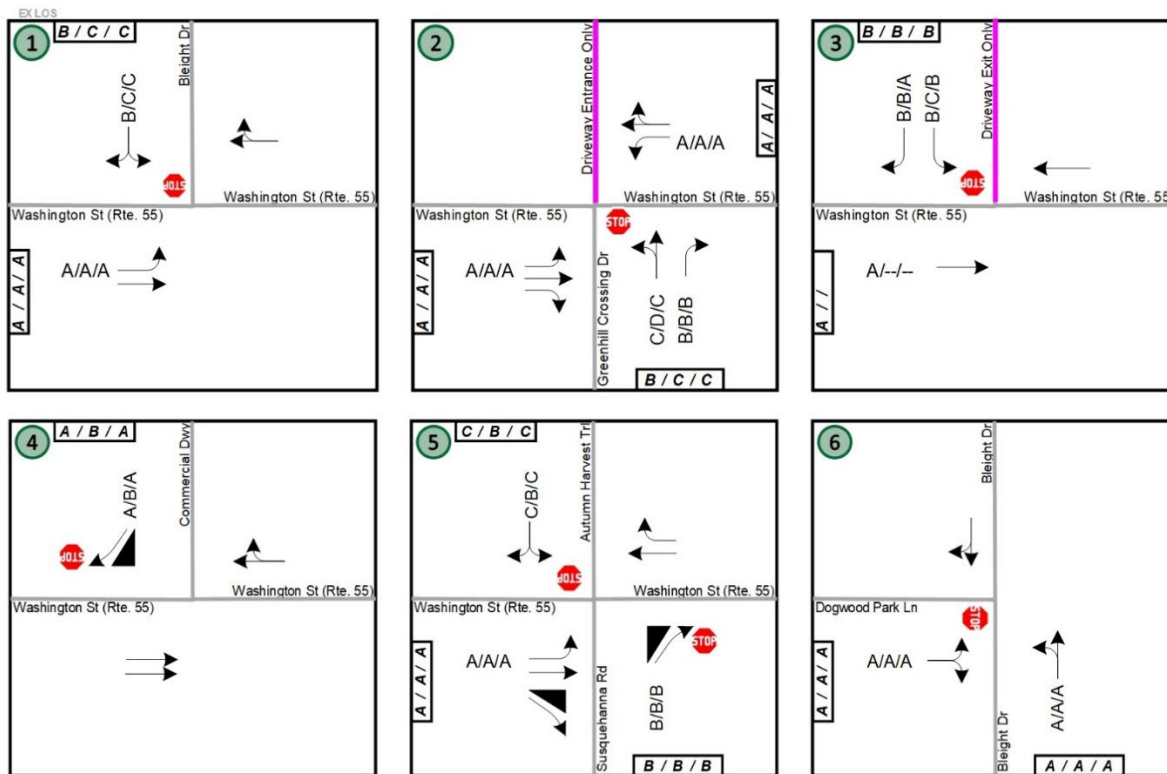 EX LOS
1
B / C / C
Bleight Dr
B/C/C
STOP
Washington St (Rte. 55)
Washington St (Rte. 55)
A/A/A
A / A / A
2
Driveway Entrance Only
A/A/A
A / A / A
Washington St (Rte. 55)
Washington St (Rte. 55)
STOP
A/A/A
A / A / A
Greenhill Crossing Dr
C/D/C
B/B/B
B / C / C
3
B / B / B
B/B/A
B/C/B
Driveway Exit Only
STOP
Washington St (Rte. 55)
Washington St (Rte. 55)
A/--/--
A / /
4
A / B / A
Commercial Dwy
A/B/A
STOP
Washington St (Rte. 55)
Washington St (Rte. 55)
5
C / B / C
Autumn Harvest Trl
C/B/C
STOP
Washington St (Rte. 55)
Washington St (Rte. 55)
A/A/A
A / A / A
STOP
Susquehanna Rd
B/B/B
B / B / B
6
Bleight Dr
Dogwood Park Ln
STOP
A/A/A
A / A / A
A/A/A
Bleight Dr
A / A / A